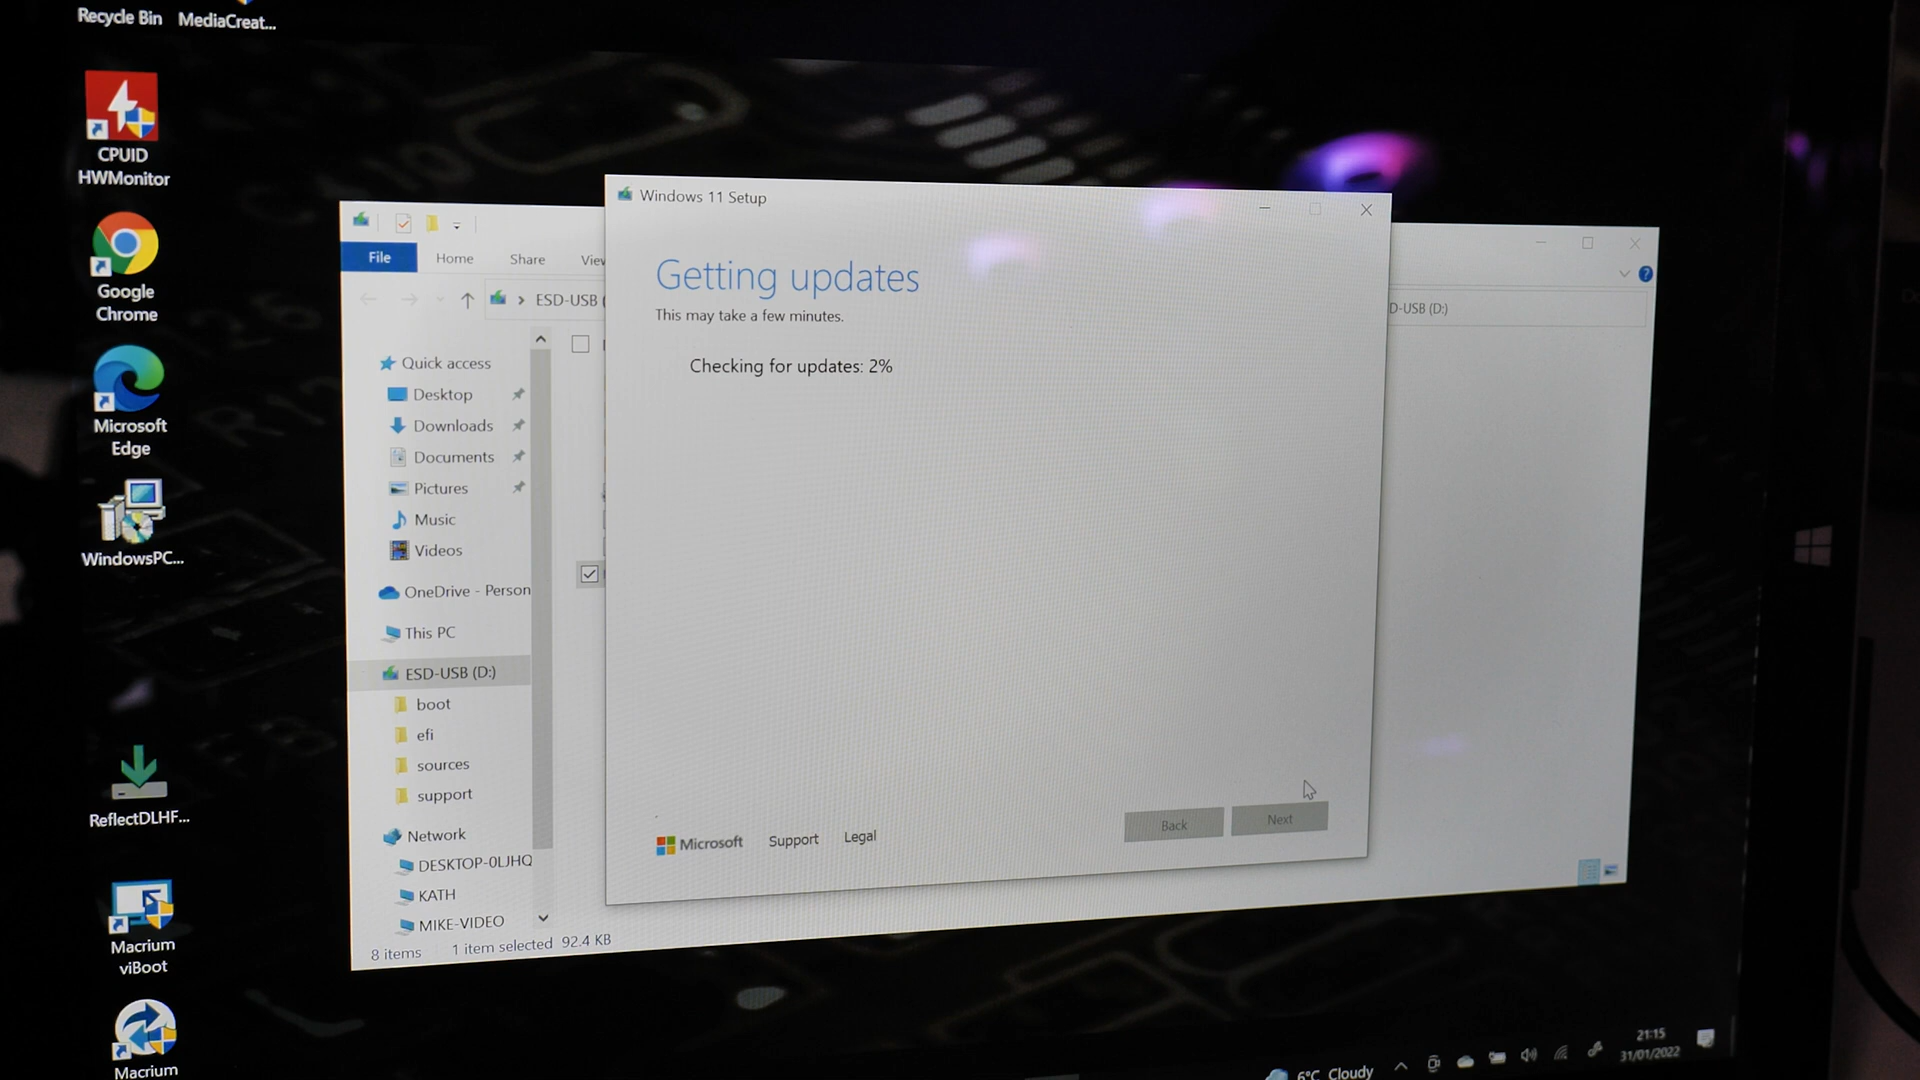 Recycle Bin
MediaCreat...
CPUID
HWMonitor
Google
Chrome
Microsoft
Edge
WindowsPC...
ReflectDLHF...
Macrium
viBoot
Macrium
File
Home
Share
View
ESD-USB (
Quick access
Desktop
Downloads
Documents
Pictures
Music
Videos
OneDrive - Person
This PC
ESD-USB (D:)
boot
efi
sources
support
Network
DESKTOP-0LJHQ
KATH
MIKE-VIDEO
8 items
1 item selected 92.4 KB
Windows 11 Setup
Getting updates
This may take a few minutes.
Checking for updates: 2%
Microsoft
Support
Legal
Back
Next
D-USB (D:)
6°C Cloudy
21:15
31/01/2022